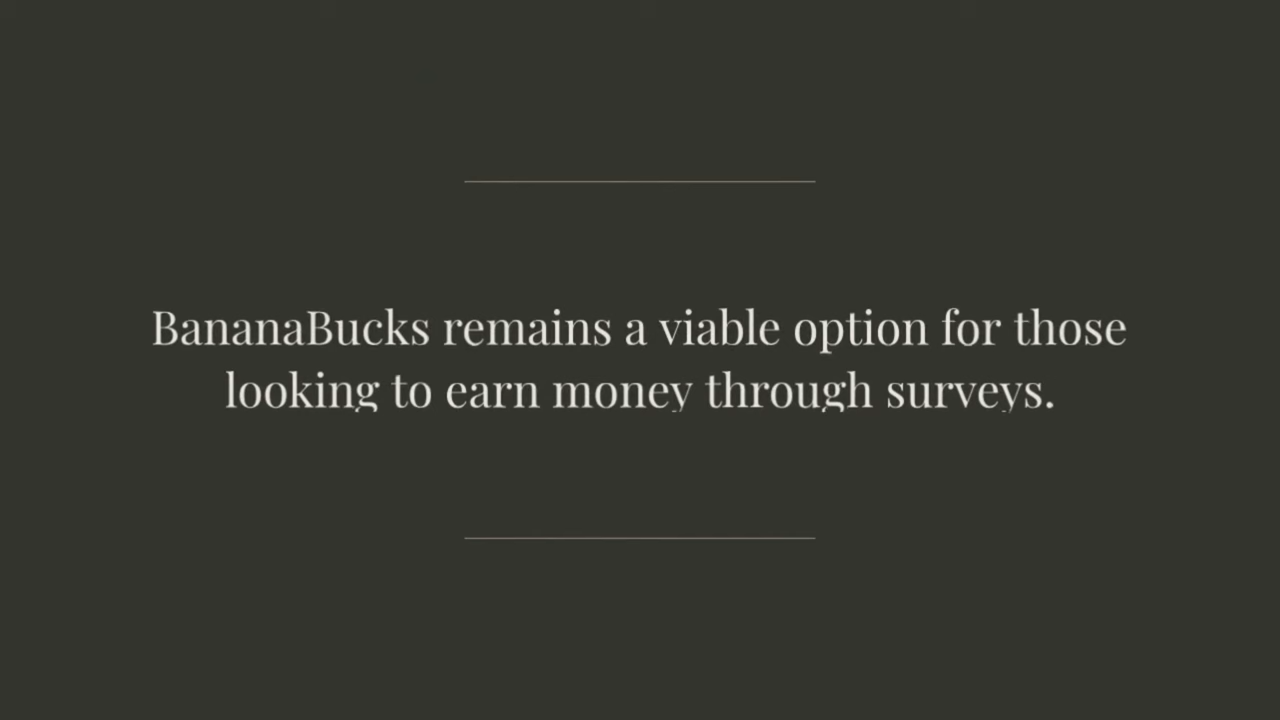 BananaBucks remains a viable option for those
looking to earn money through surveys.